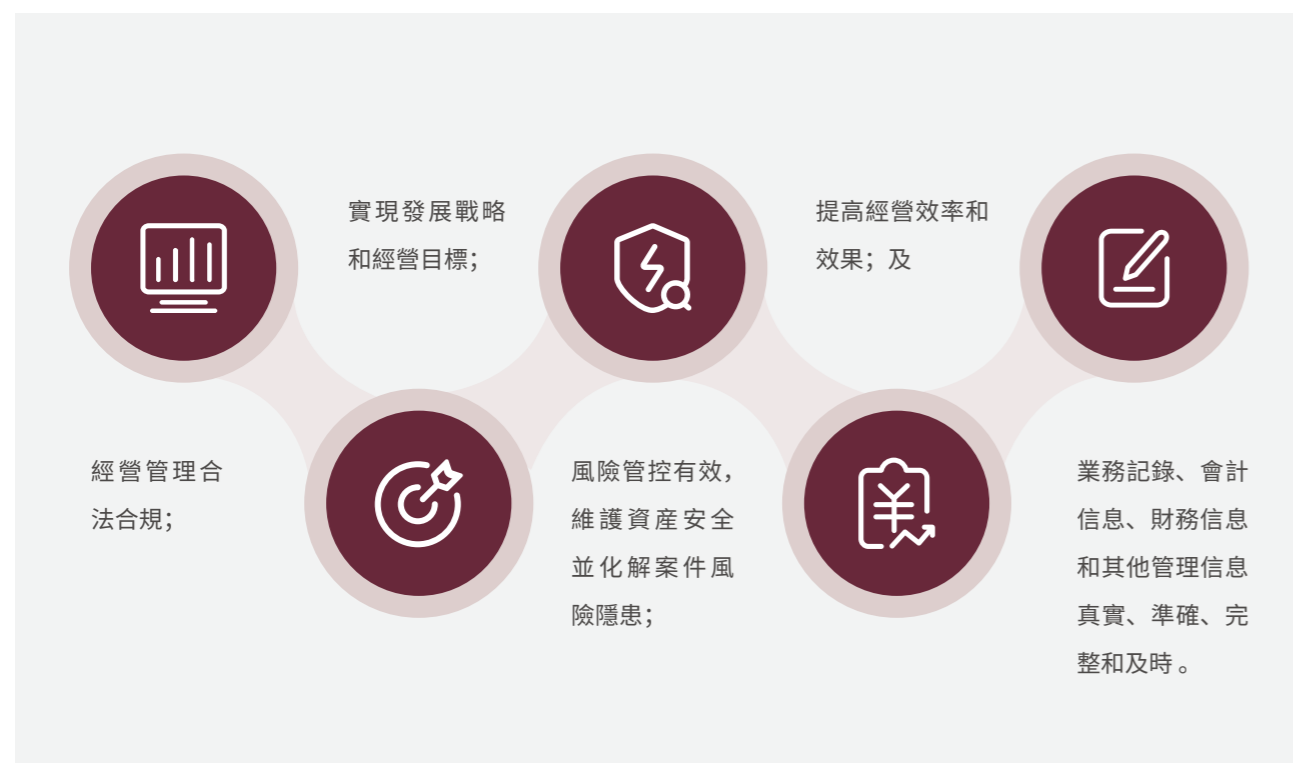 經營管理合
法合規；
實現發展戰略
和經營目標；
風險管控有效，
維護資産安全
並化解案件風
險隱患；
提高經營效率和
效果；及
業務記錄、會計
信息、財務信息
和其他管理信息
真實、準確、完
整和及時。